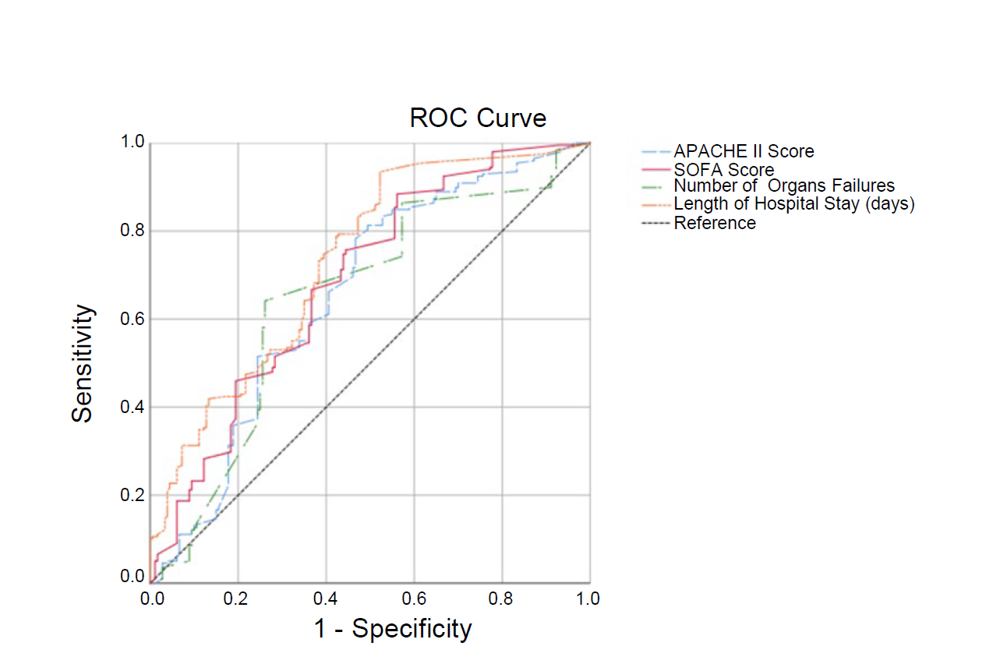 ROC Curve
1.0
0.8
0.6
0.4
0.2
0.0
Sensitivity
0.0 0.2 0.4 0.6 0.8 1.0
1 - Specificity
APACHE II Score
SOFA Score
Number of Organs Failures
Length of Hospital Stay (days)
Reference